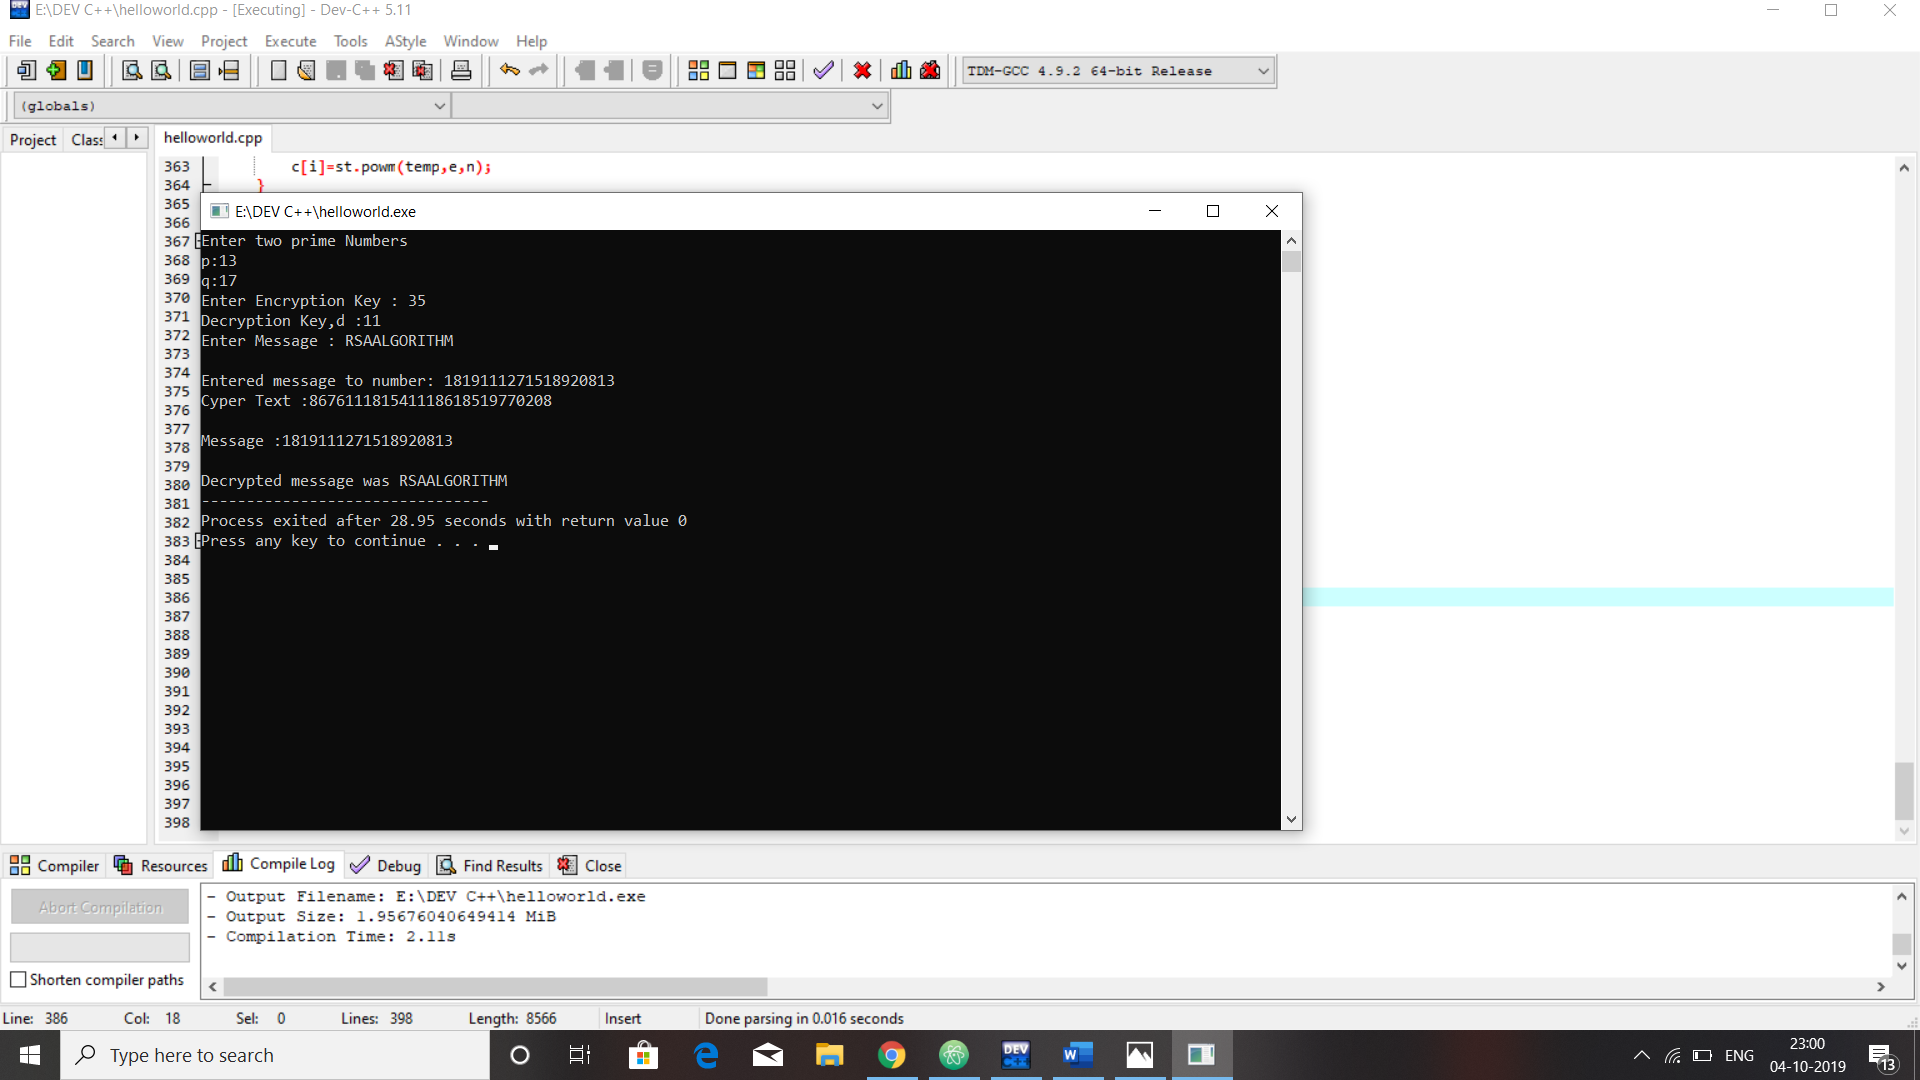 E:\DEV C++\helloworld.cpp - [Executing] - Dev-C++ 5.11
File Edit Search View Project Execute Tools AStyle Window Help
TDM-GCC 4.9.2 64-bit Release
(globals)
Project Class helloworld.cpp
363 c[i]=st.powm(temp,e,n);
364 }
365
366
367
368
369
370
371
372
373
374
375
376
377
378
379
380
381
382
383
384
385
386
387
388
389
390
391
392
393
394
395
396
397
398
E:\DEV C++\helloworld.exe
Enter two prime Numbers
p:13
q:17
Enter Encryption Key : 35
Decryption Key,d :11
Enter Message : RSAALGORITHM
Entered message to number: 1819111271518920813
Cyper Text :867611181541118618519770208
Message :1819111271518920813
Decrypted message was RSAALGORITHM
--------------------------------
Process exited after 28.95 seconds with return value 0
Press any key to continue . . .
Compiler Resources Compile Log Debug Find Results Close
Abort Compilation
Shorten compiler paths
- Output Filename: E:\DEV C++\helloworld.exe
- Output Size: 1.95676040649414 MiB
- Compilation Time: 2.11s
Line: 386 Col: 18 Sel: 0 Lines: 398 Length: 8566 Insert Done parsing in 0.016 seconds
Type here to search
DEV C++
ENG
23:00
04-10-2019
13